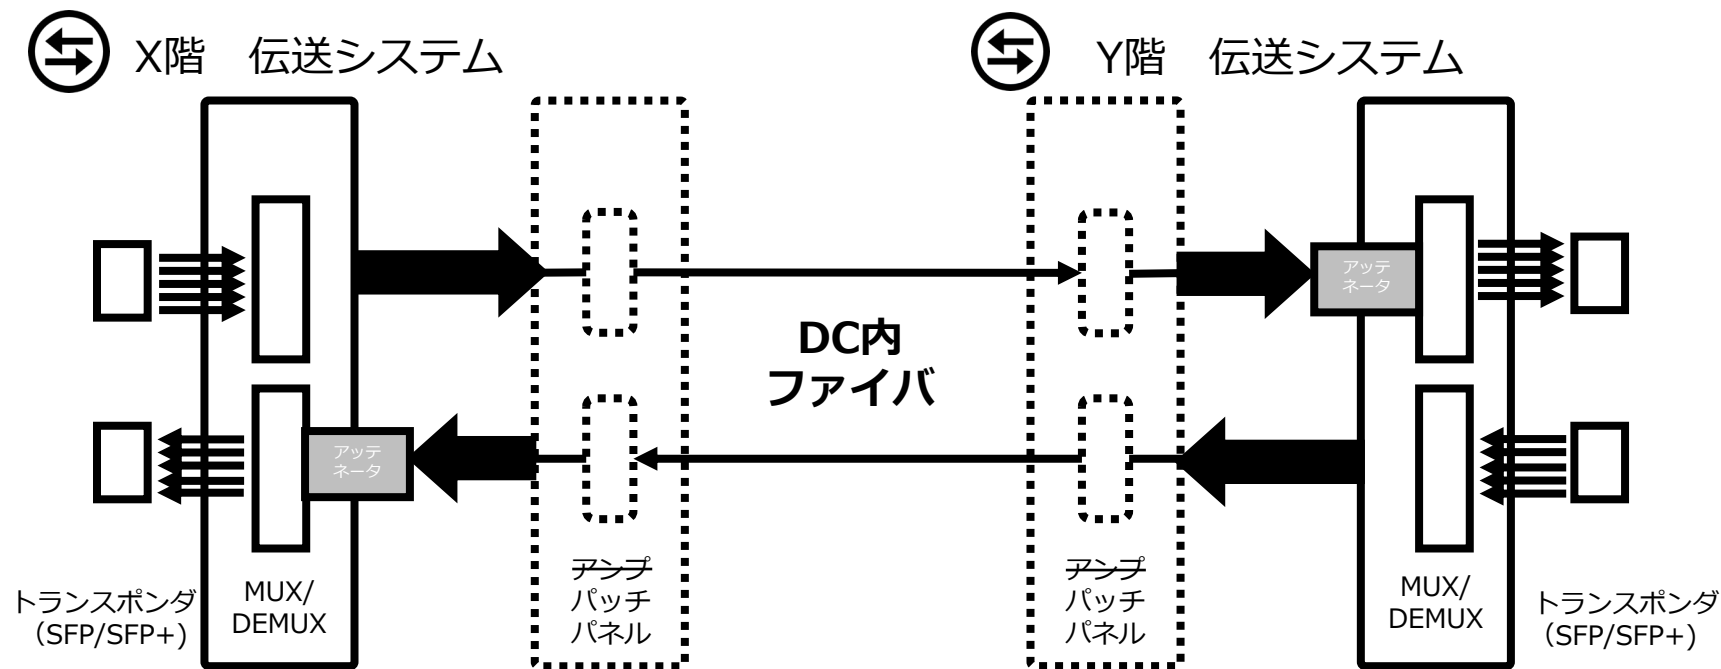 X階　伝送システム
Y階　伝送システム
アッテ
ネータ
DC内
ファイバ
アッテ
ネータ
トランスポンダ
（SFP/SFP+）
MUX/
DEMUX
アンプ
パッチ
パネル
アンプ
パッチ
パネル
MUX/
DEMUX
トランスポンダ
（SFP/SFP+）